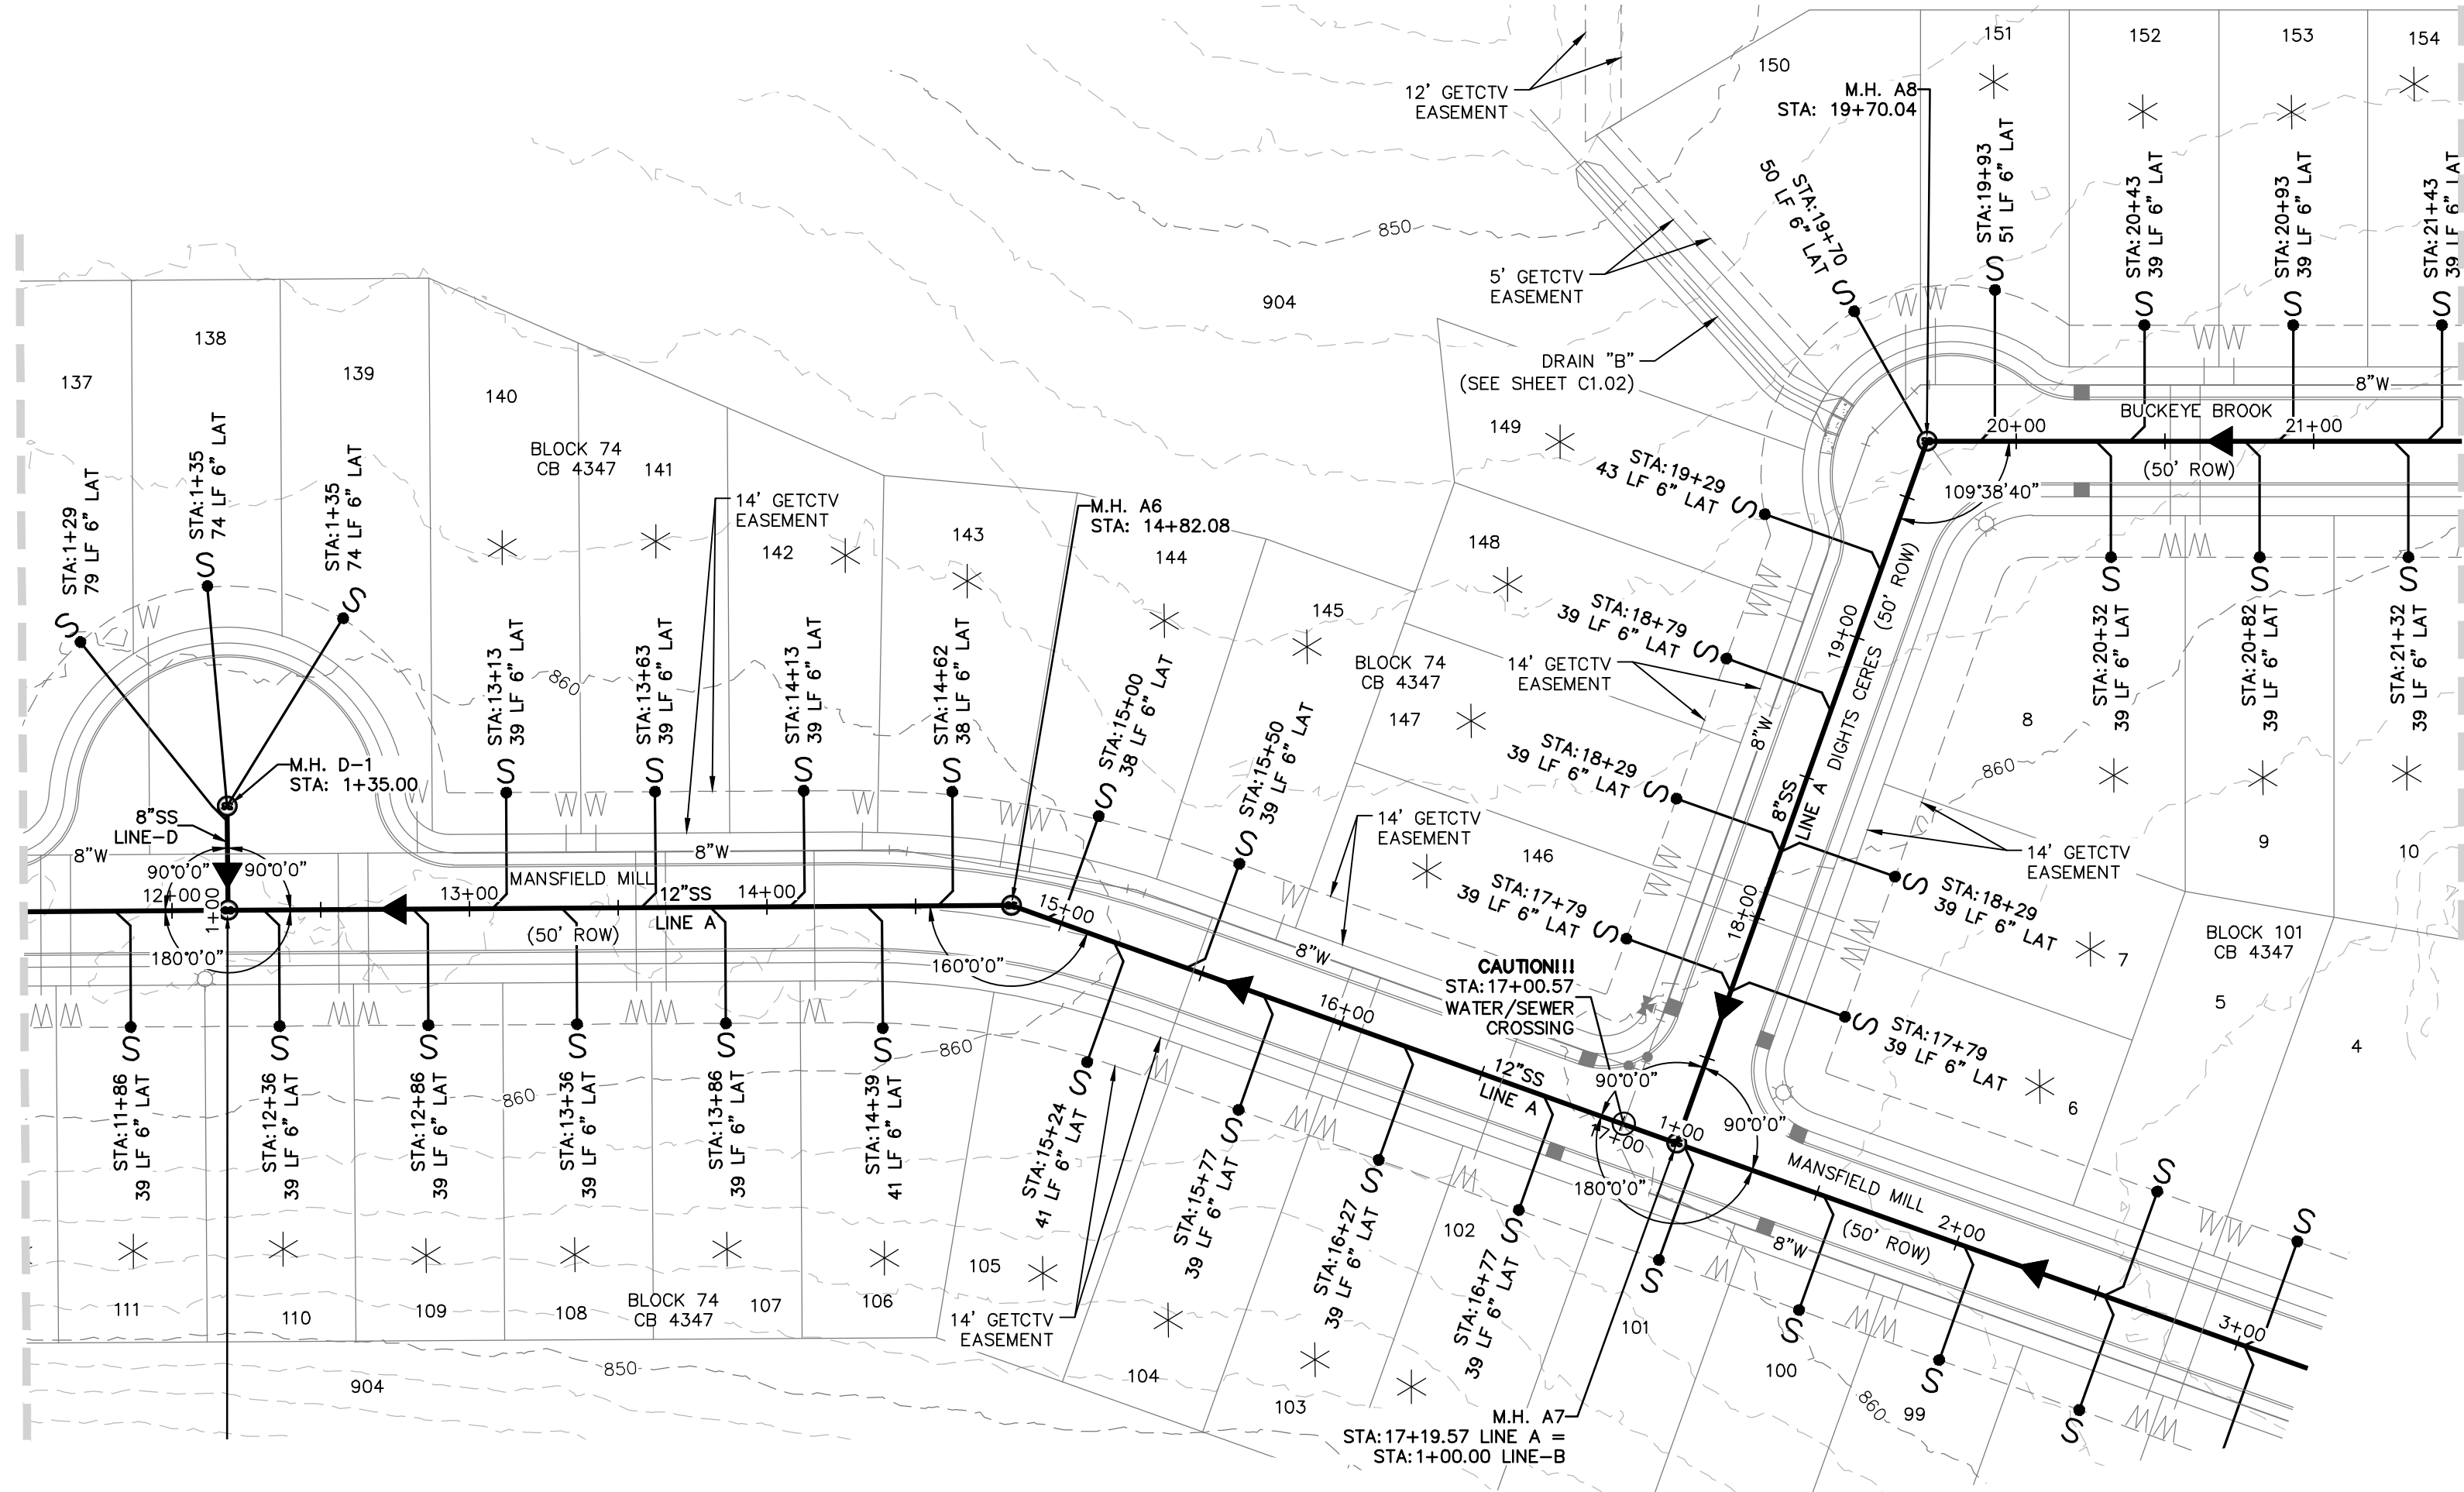 151
152
153
154
150
12' GETCTV
EASEMENT
M.H. A8
STA: 19+70.04
STA:19+70
50 LF 6" LAT
STA:19+93
51 LF 6" LAT
STA:20+43
39 LF 6" LAT
STA:20+93
39 LF 6" LAT
STA:21+43
39 LF 6" LAT
S
S
S
S
S
W
W
W
W
850
904
5' GETCTV
EASEMENT
DRAIN "B"
(SEE SHEET C1.02)
8"W
BUCKEYE BROOK
20+00
21+00
(50' ROW)
109°38'40"
149
STA:19+29
43 LF 6" LAT
S
148
STA:18+79
39 LF 6" LAT
S
14' GETCTV
EASEMENT
STA:18+29
39 LF 6" LAT
S
147
BLOCK 74
CB 4347
8"W
19+00
(50' ROW)
DIGHTS CERES
8"SS
LINE A
18+00
S
S
S
STA:20+32
39 LF 6" LAT
STA:20+82
39 LF 6" LAT
STA:21+32
39 LF 6" LAT
8
860
9
10
14' GETCTV
EASEMENT
137
138
139
140
BLOCK 74
CB 4347
141
14' GETCTV
EASEMENT
142
143
M.H. A6
STA: 14+82.08
144
145
STA:1+29
79 LF 6" LAT
STA:1+35
74 LF 6" LAT
STA:1+35
74 LF 6" LAT
S
S
S
W
M.H. D-1
STA: 1+35.00
8"SS
LINE-D
STA:13+13
39 LF 6" LAT
860
STA:13+63
39 LF 6" LAT
STA:14+13
39 LF 6" LAT
STA:14+62
38 LF 6" LAT
STA:15+00
38 LF 6" LAT
STA:15+50
39 LF 6" LAT
S
S
S
S
S
S
14' GETCTV
EASEMENT
146
STA:17+79
39 LF 6" LAT
S
8"W
8"W
8"W
90°0'0"
90°0'0"
12+00
1+00
180°0'0"
13+00
MANSFIELD MILL
12"SS
LINE A
14+00
(50' ROW)
15+00
160°0'0"
S
STA:18+29
39 LF 6" LAT
7
BLOCK 101
CB 4347
5
4
S
STA:17+79
39 LF 6" LAT
6
CAUTION!!!
STA:17+00.57
WATER/SEWER
CROSSING
16+00
12"SS
LINE A
90°0'0"
90°0'0"
17+00
1+00
180°0'0"
MANSFIELD MILL
2+00
(50' ROW)
8"W
3+00
S
S
S
S
S
S
S
S
STA:11+86
39 LF 6" LAT
STA:12+36
39 LF 6" LAT
STA:12+86
39 LF 6" LAT
STA:13+36
39 LF 6" LAT
STA:13+86
39 LF 6" LAT
STA:14+39
41 LF 6" LAT
860
860
S
STA:15+24
41 LF 6" LAT
S
STA:15+77
39 LF 6" LAT
S
STA:16+27
39 LF 6" LAT
S
STA:16+77
39 LF 6" LAT
S
S
S
S
111
110
109
108
BLOCK 74
CB 4347
107
106
105
14' GETCTV
EASEMENT
104
103
102
101
100
99
860
904
850
M.H. A7
STA:17+19.57 LINE A =
STA:1+00.00 LINE-B